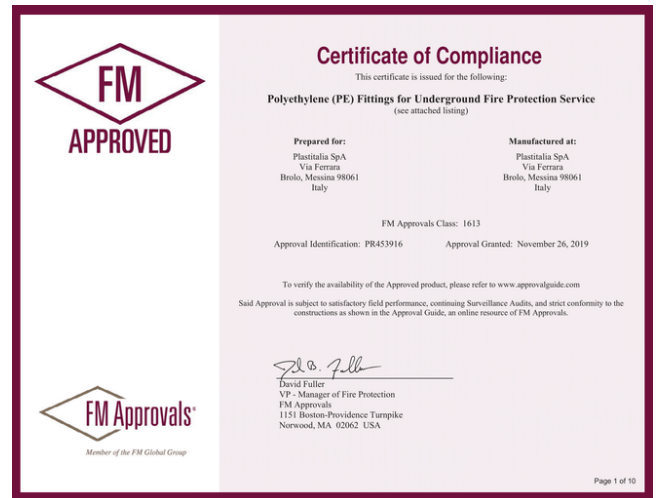 FM
APPROVED
Certificate of Compliance
This certificate is issued for the following:
Polyethylene (PE) Fittings for Underground Fire Protection Service
(see attached listing)
Prepared for:
Plastitalia SpA
Via Ferrara
Brolo, Messina 98061
Italy
Manufactured at:
Plastitalia SpA
Via Ferrara
Brolo, Messina 98061
Italy
FM Approvals Class: 1613
Approval Identification: PR453916 Approval Granted: November 26, 2019
To verify the availability of the Approved product, please refer to www.approvalguide.com
Said Approval is subject to satisfactory field performance, continuing Surveillance Audits, and strict conformity to the
constructions as shown in the Approval Guide, an online resource of FM Approvals.
David Fuller
VP - Manager of Fire Protection
FM Approvals
1151 Boston-Providence Turnpike
Norwood, MA 02062 USA
FM Approvals
Member of the FM Global Group
Page 1 of 10